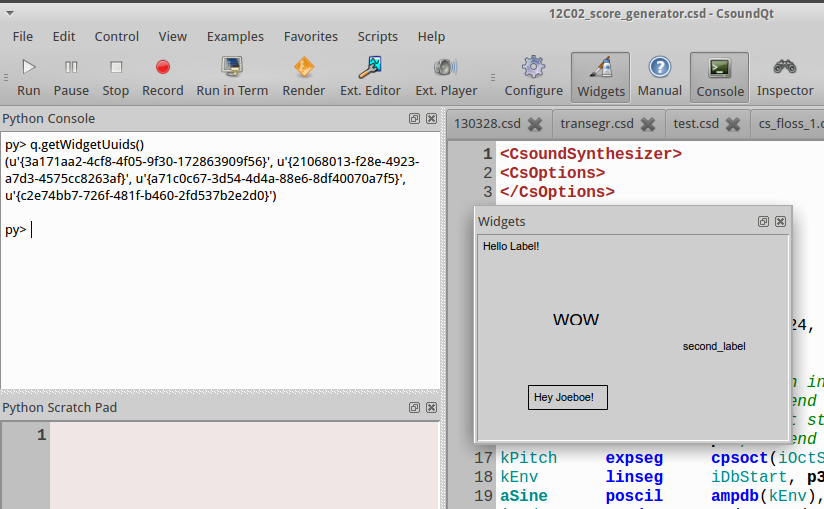 12C02_score_generator.csd - CsoundQt
File Edit Control View Examples Favorites Scripts Help
Run Pause Stop Record Run in Term Render Ext. Editor Ext. Player Configure Widgets Manual Console Inspector
Python Console
py> q.getWidgetUuids()
(u'{3a171aa2-4cf8-4f05-9f30-172863909f56}', u'{21068013-f28e-4923-
a7d3-4575cc8263af}', u'{a71c0c67-3d54-4d4a-88e6-8df40070a7f5}',
u'{c2e74bb7-726f-481f-b460-2fd537b2e2d0}')
py>
Python Scratch Pad
1
130328.csd transegr.csd test.csd cs_floss_1.c
1 <CsoundSynthesizer>
2 <CsOptions>
3 </CsOptions>
Widgets
Hello Label!
WOW
second_label
Hey Joeboe!
24,
in
end
st
end
17 kPitch expseg cpsoct(iOctS
18 kEnv linseg iDbStart, p3
19 aSine poscil ampdb(kEnv),